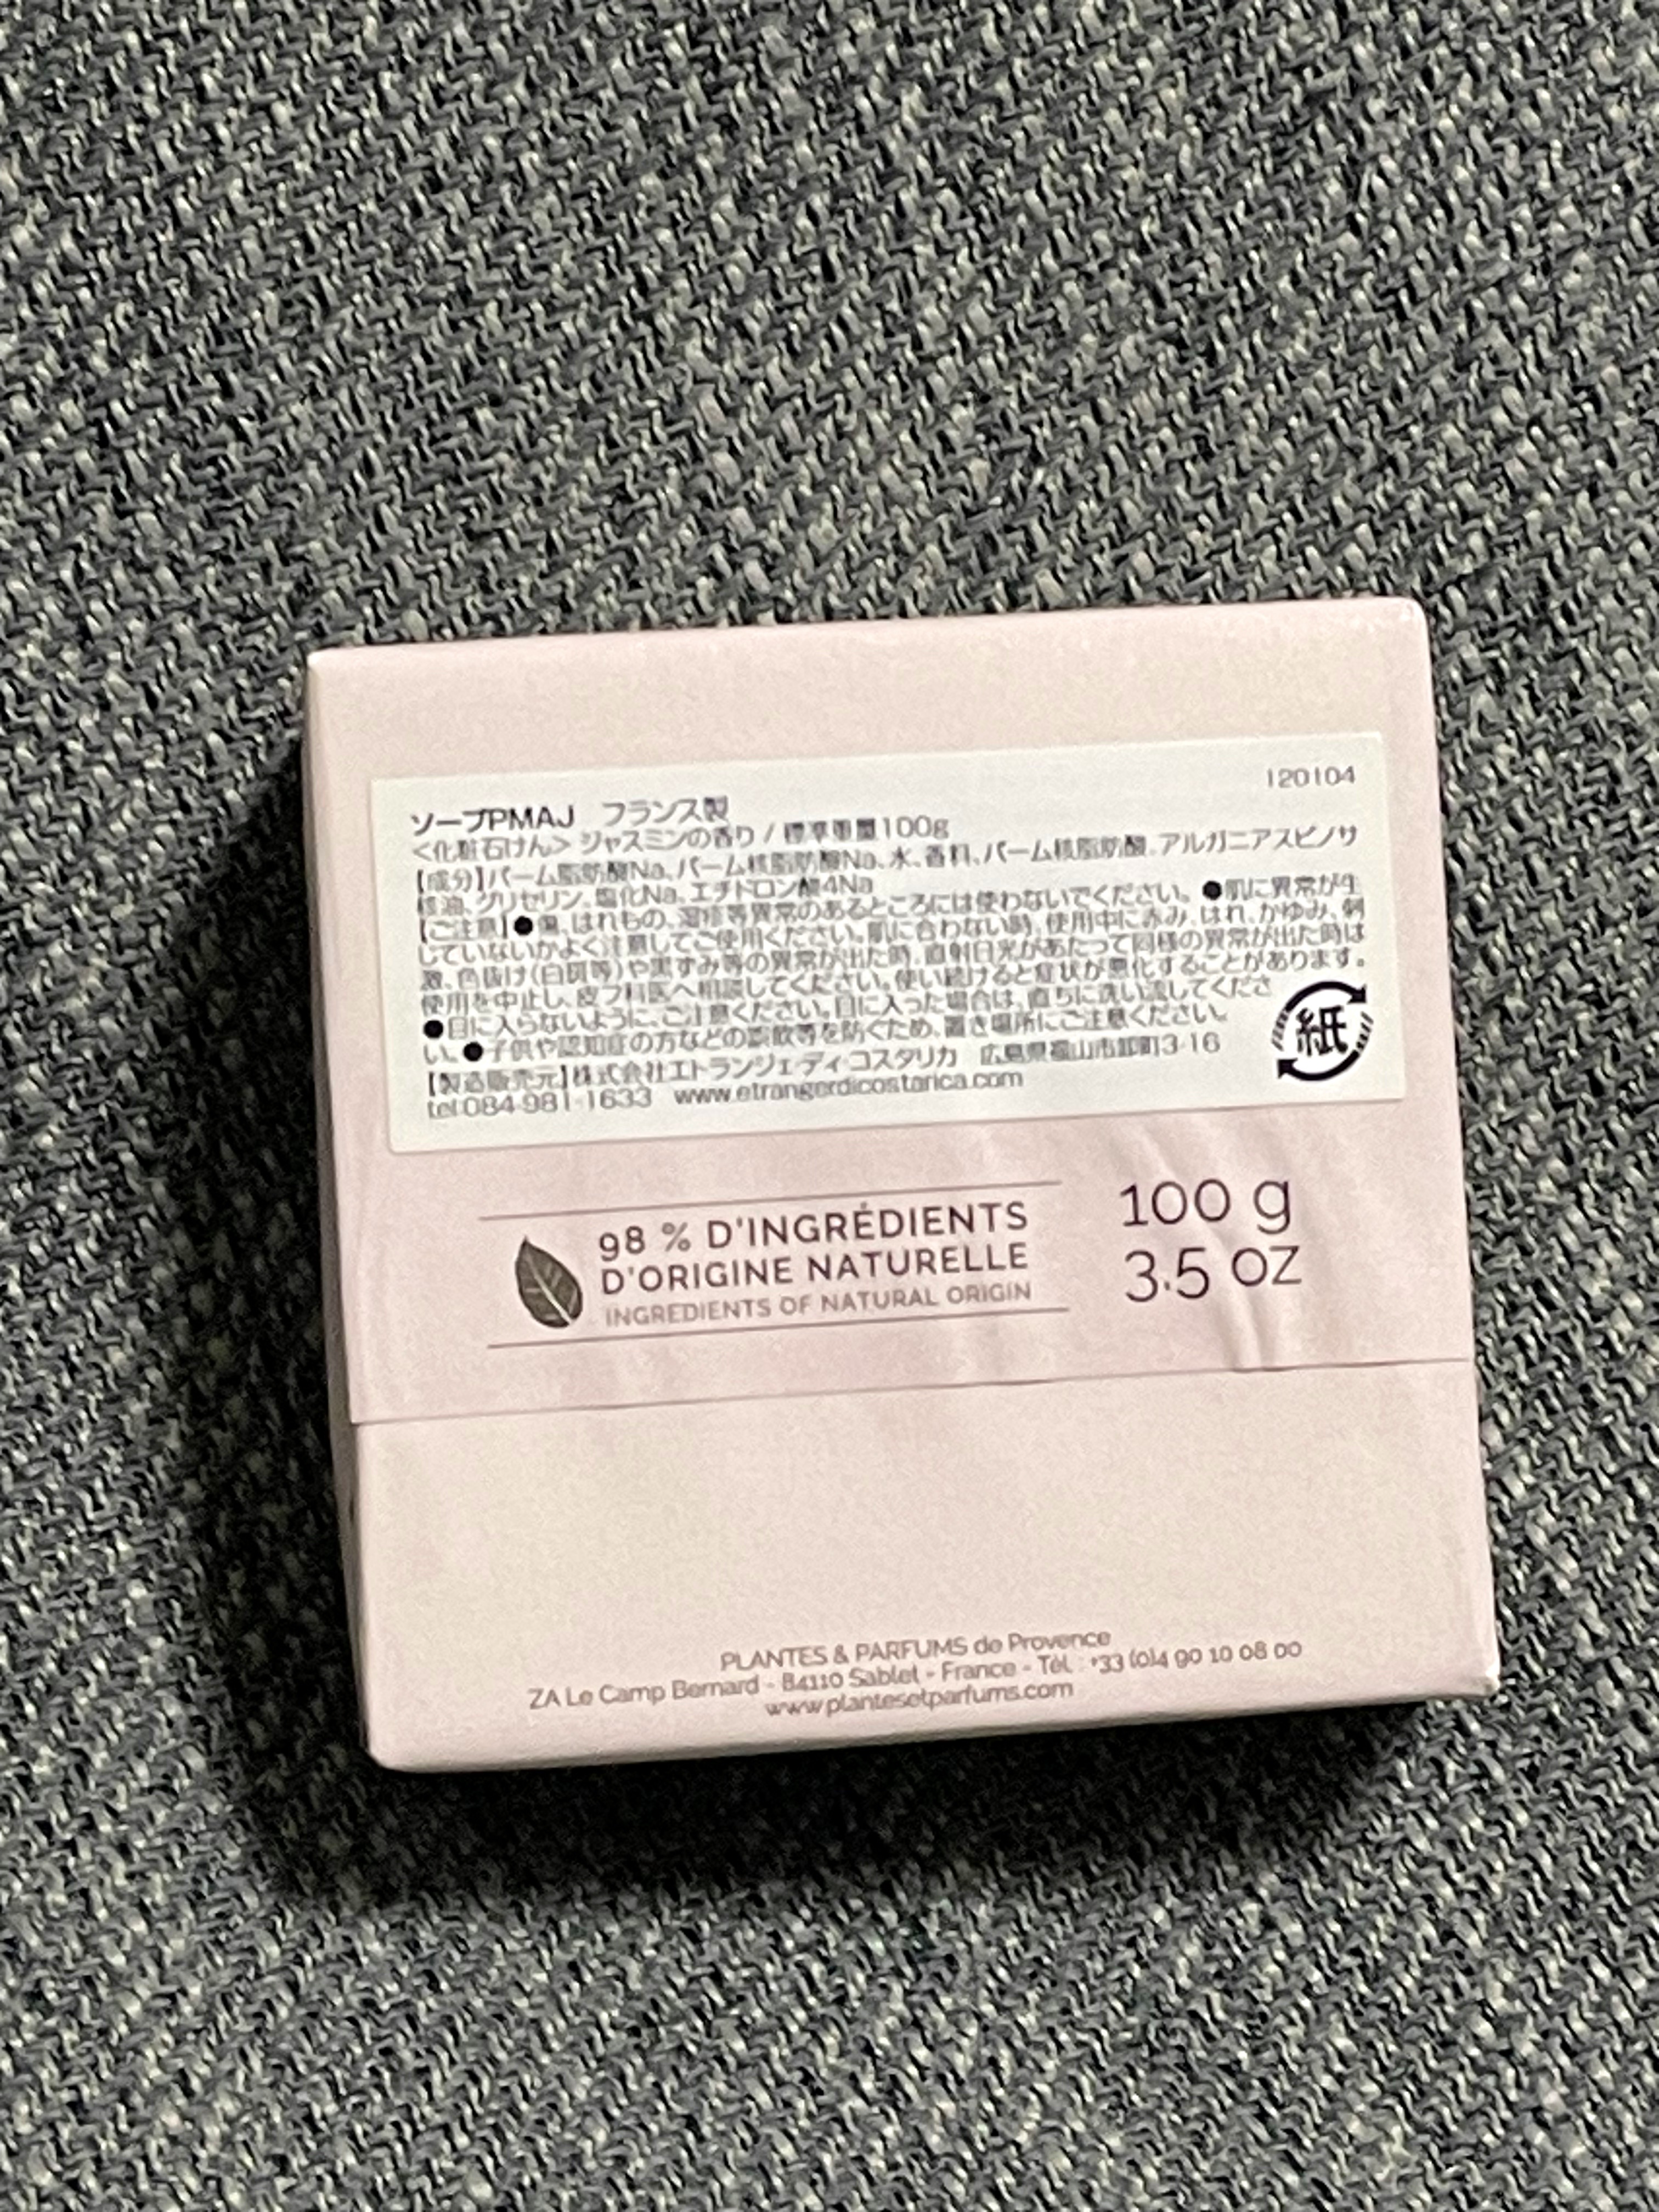 120104
ソープPMAJ フランス製
<化粧石けん> ジャスミンの香り / 標準重量100g
【成分】パーム脂肪酸Na、パーム核脂肪酸Na、水、香料、パーム核脂肪酸、アルガニアスピノサ
核油、グリセリン、塩化Na、エチドロン酸4Na
【ご注意】●傷、はれもの、湿疹等異常のあるところには使わないでください。●肌に異常が生
していないかよく注意してご使用ください。肌に合わない時、使用中に赤み、はれ、かゆみ、刺
激、色抜け(白斑等)や黒ずみ等の異常が出た時、直射日光があたって同様の異常が出た時は
使用を中止し、皮フ科医へ相談してください。使い続けると症状が悪化することがあります。
●目に入らないように、ご注意ください。目に入った場合は、直ちに洗い流してくださ
い。●子供や認知症の方などの誤飲等を防ぐため、置き場所にご注意ください。
【製造販売元】株式会社エトランジェ ディ コスタリカ 広島県福山市卸町3-16
tel:084-981-1633 www.etrangerdicostarica.com
紙
98 % D'INGRÉDIENTS
D'ORIGINE NATURELLE
INGREDIENTS OF NATURAL ORIGIN
100 g
3.5 OZ
PLANTES & PARFUMS de Provence
ZA Le Camp Bernard - 84110 Sablet - France - Tél. : +33 (0)4 90 10 08 00
www.plantesetparfums.com